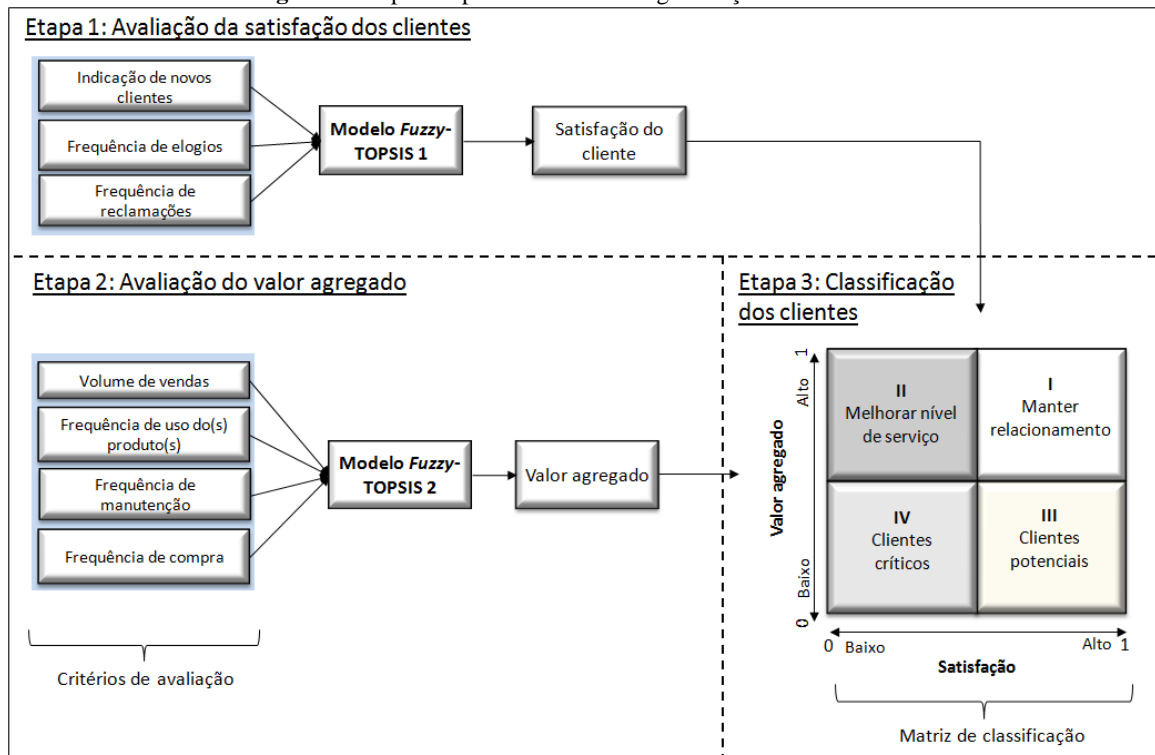 Etapa 1: Avaliação da satisfação dos clientes
Indicação de novos
clientes
Frequência de elogios
Frequência de
reclamações
Modelo Fuzzy-
TOPSIS 1
Satisfação do
cliente
Etapa 2: Avaliação do valor agregado
Volume de vendas
Frequência de uso do(s)
produto(s)
Frequência de
manutenção
Frequência de compra
Modelo Fuzzy-
TOPSIS 2
Valor agregado
Critérios de avaliação
Etapa 3: Classificação
dos clientes
Valor agregado
0 Baixo Alto 1
II
Melhorar nível
de serviço
I
Manter
relacionamento
IV
Clientes
críticos
III
Clientes
potenciais
0 Baixo Alto 1
Satisfação
Matriz de classificação